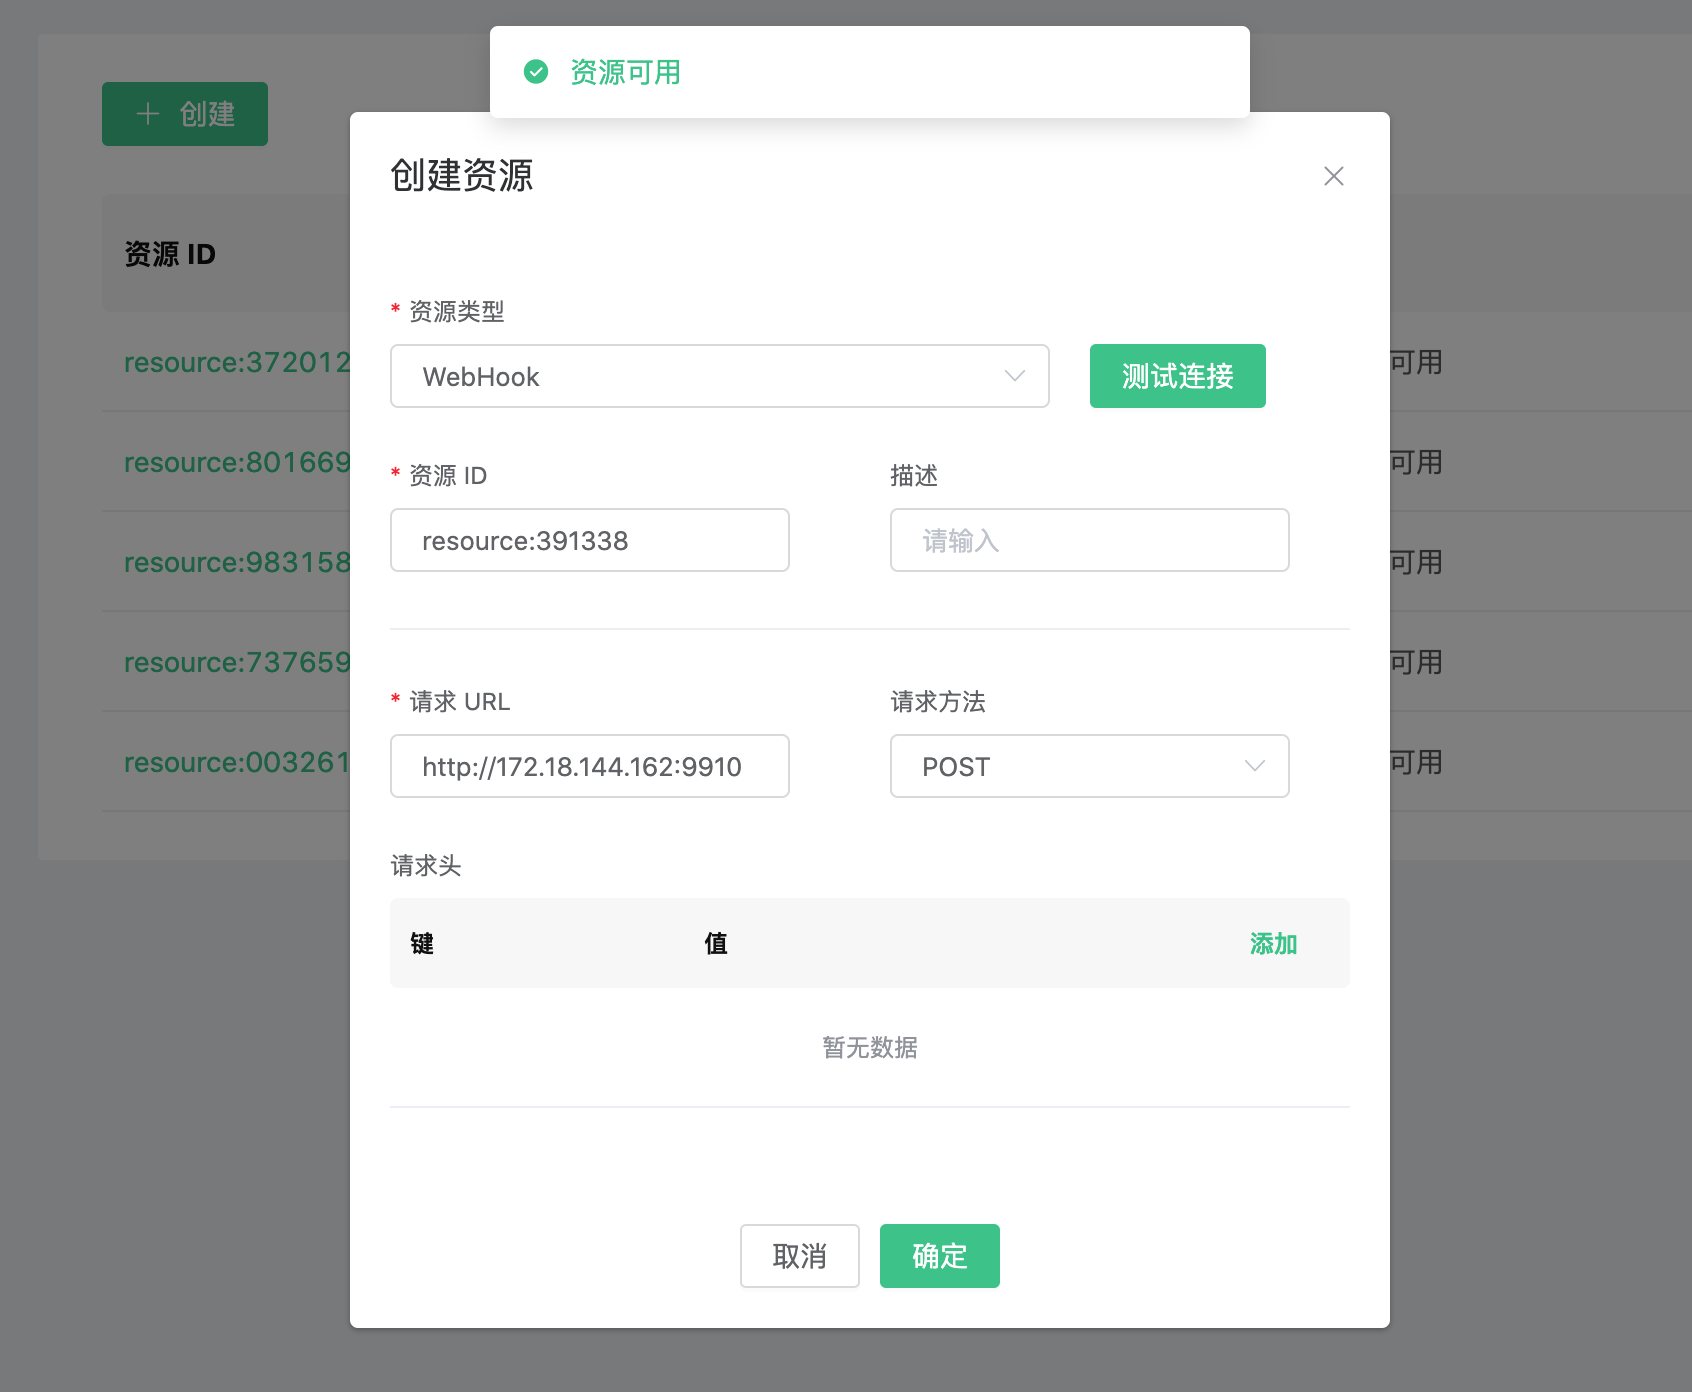 资源可用
创建
创建资源
资源 ID
* 资源类型
WebHook
测试连接
resource:372012
可用
* 资源 ID
描述
resource:801669
可用
resource:391338
请输入
resource:983158
可用
resource:737659
可用
* 请求 URL
请求方法
resource:003261
可用
http://172.18.144.162:9910
POST
请求头
键
值
添加
暂无数据
取消
确定